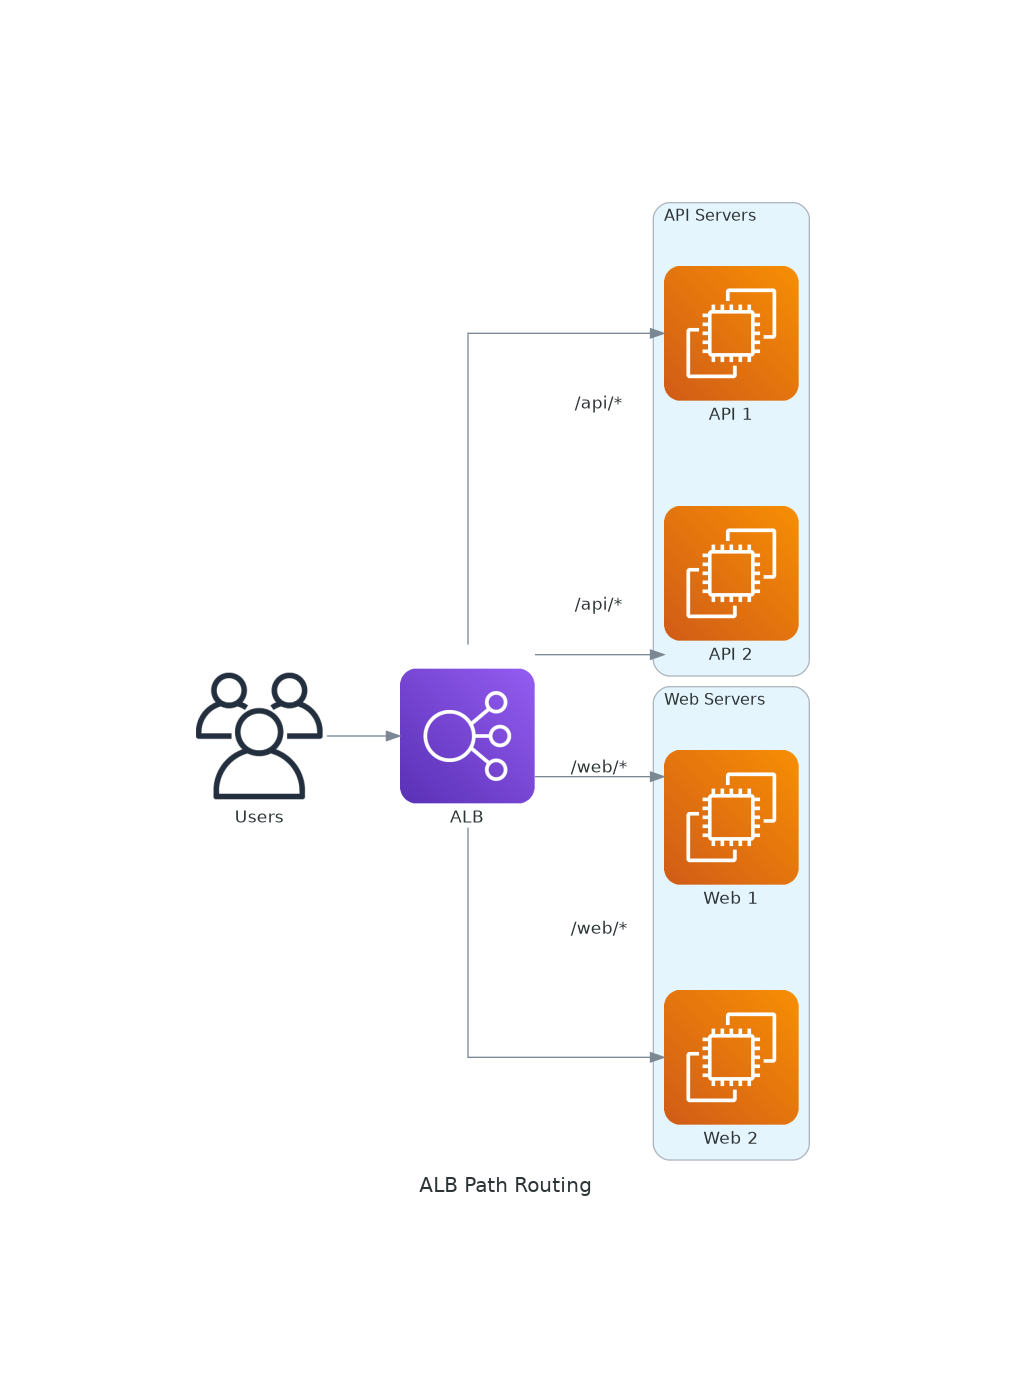 API Servers
API 1
/api/*
API 2
/api/*
Users
ALB
Web Servers
/web/*
Web 1
/web/*
Web 2
ALB Path Routing